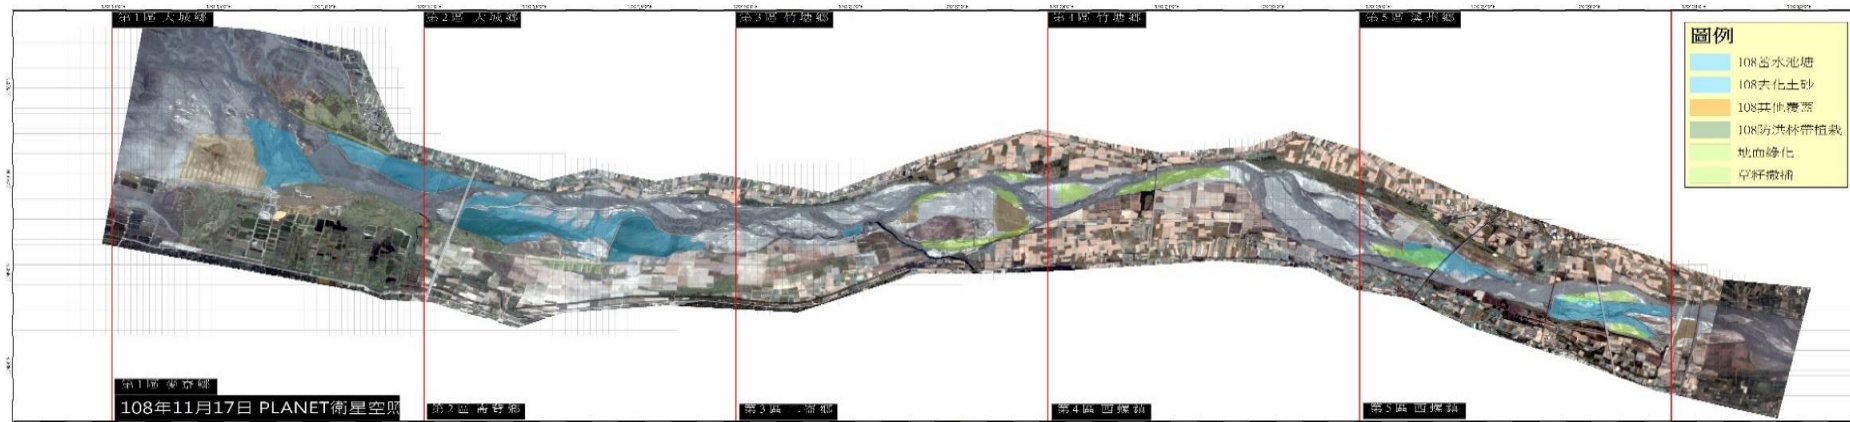 第1區 大城鄉
第2區 大城鄉
第3區 竹塘鄉
第4區 竹塘鄉
第5區 溪州鄉
圖例
108蓄水池塘
108去化土砂
108其他覆蓋
108防洪林帶植栽
地面綠化
草籽撒播
第1區 麥寮鄉
108年11月17日 PLANET衛星空照
第2區 崙背鄉
第3區 二崙鄉
第4區 西螺鎮
第5區 西螺鎮